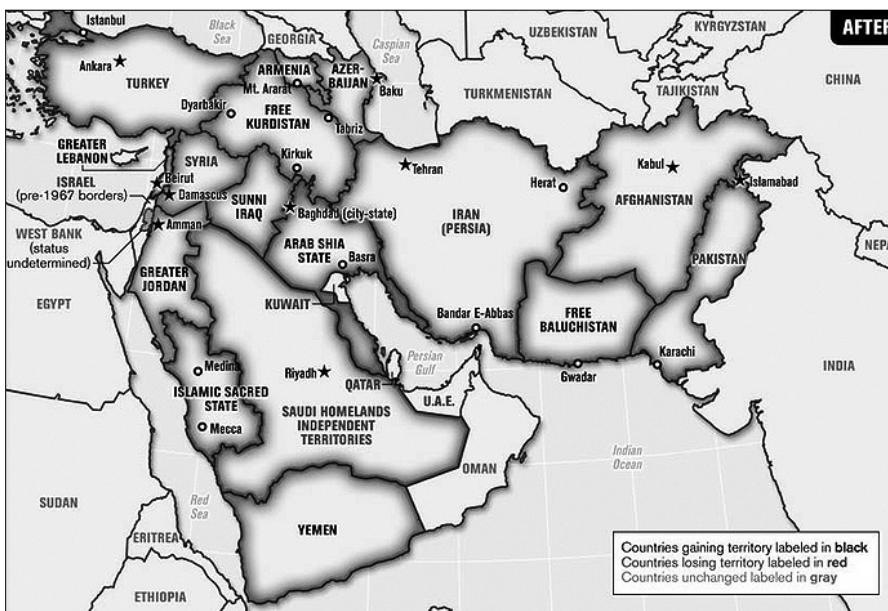 AFTER
Istanbul
Black
Sea
GEORGIA
Caspian
Sea
UZBEKISTAN
KYRGYZSTAN
Ankara
TURKEY
ARMENIA
Mt. Ararat
AZER-
BAIJAN
Baku
TURKMENISTAN
TAJIKISTAN
CHINA
Dyarbakir
FREE
KURDISTAN
Tabriz
GREATER
LEBANON
SYRIA
Kirkuk
Tehran
Herat
Kabul
Islamabad
ISRAEL
(pre-1967 borders)
Beirut
Damascus
SUNNI
IRAQ
Baghdad (city-state)
IRAN
(PERSIA)
AFGHANISTAN
WEST BANK
(status
undetermined)
Amman
ARAB SHIA
STATE
Basra
PAKISTAN
NEPA
EGYPT
GREATER
JORDAN
KUWAIT
Bandar E-Abbas
FREE
BALUCHISTAN
Karachi
INDIA
Medina
Riyadh
Persian
Gulf
QATAR
Gwadar
ISLAMIC SACRED
STATE
U.A.E.
Mecca
SAUDI HOMELANDS
INDEPENDENT
TERRITORIES
OMAN
Indian
Ocean
SUDAN
Red
Sea
YEMEN
ERITREA
ETHIOPIA
Countries gaining territory labeled in black
Countries losing territory labeled in red
Countries unchanged labeled in gray